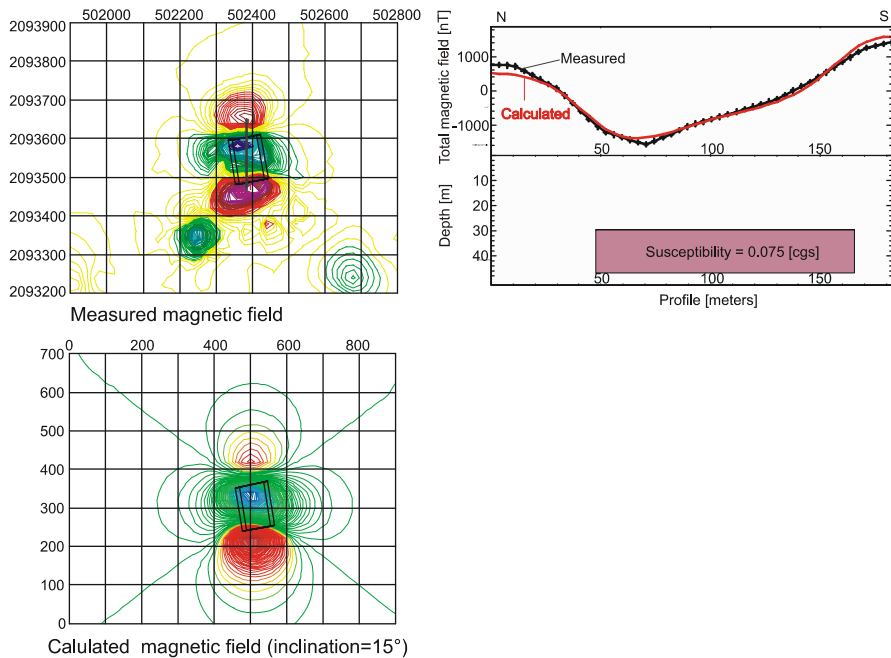 502000 502200 502400 502600 502800
2093900
2093800
2093700
2093600
2093500
2093400
2093300
2093200
Measured magnetic field
N S
Total magnetic field [nT]
1000
0
-1000
Measured
Calculated
50 100 150
Depth [m]
10
20
30
40
Susceptibility = 0.075 [cgs]
50 100 150
Profile [meters]
0 200 400 600 800
700
600
500
400
300
200
100
0
Calulated magnetic field (inclination=15°)